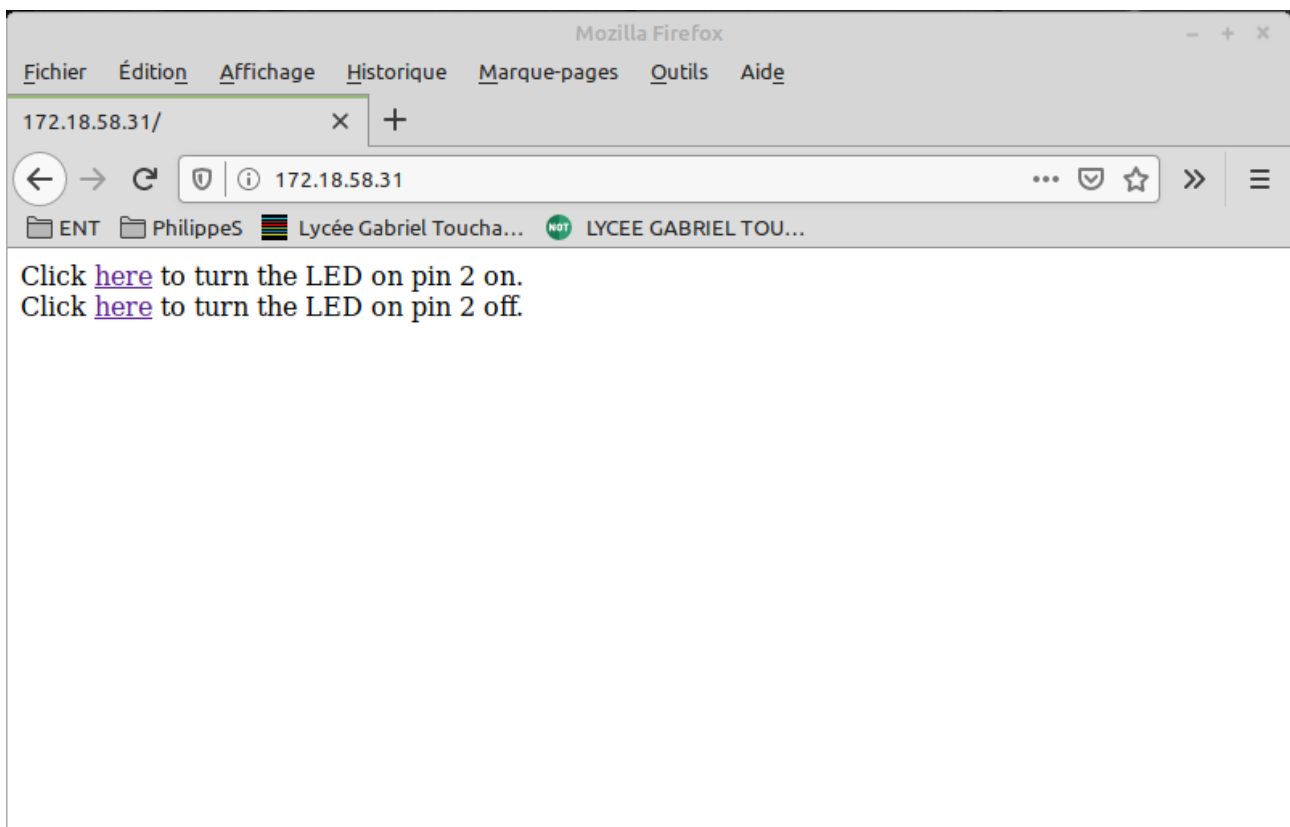 Mozilla Firefox
Fichier Édition Affichage Historique Marque-pages Outils Aide
172.18.58.31/
172.18.58.31
ENT PhilippeS Lycée Gabriel Toucha... NOT LYCEE GABRIEL TOU...
Click here to turn the LED on pin 2 on.
Click here to turn the LED on pin 2 off.